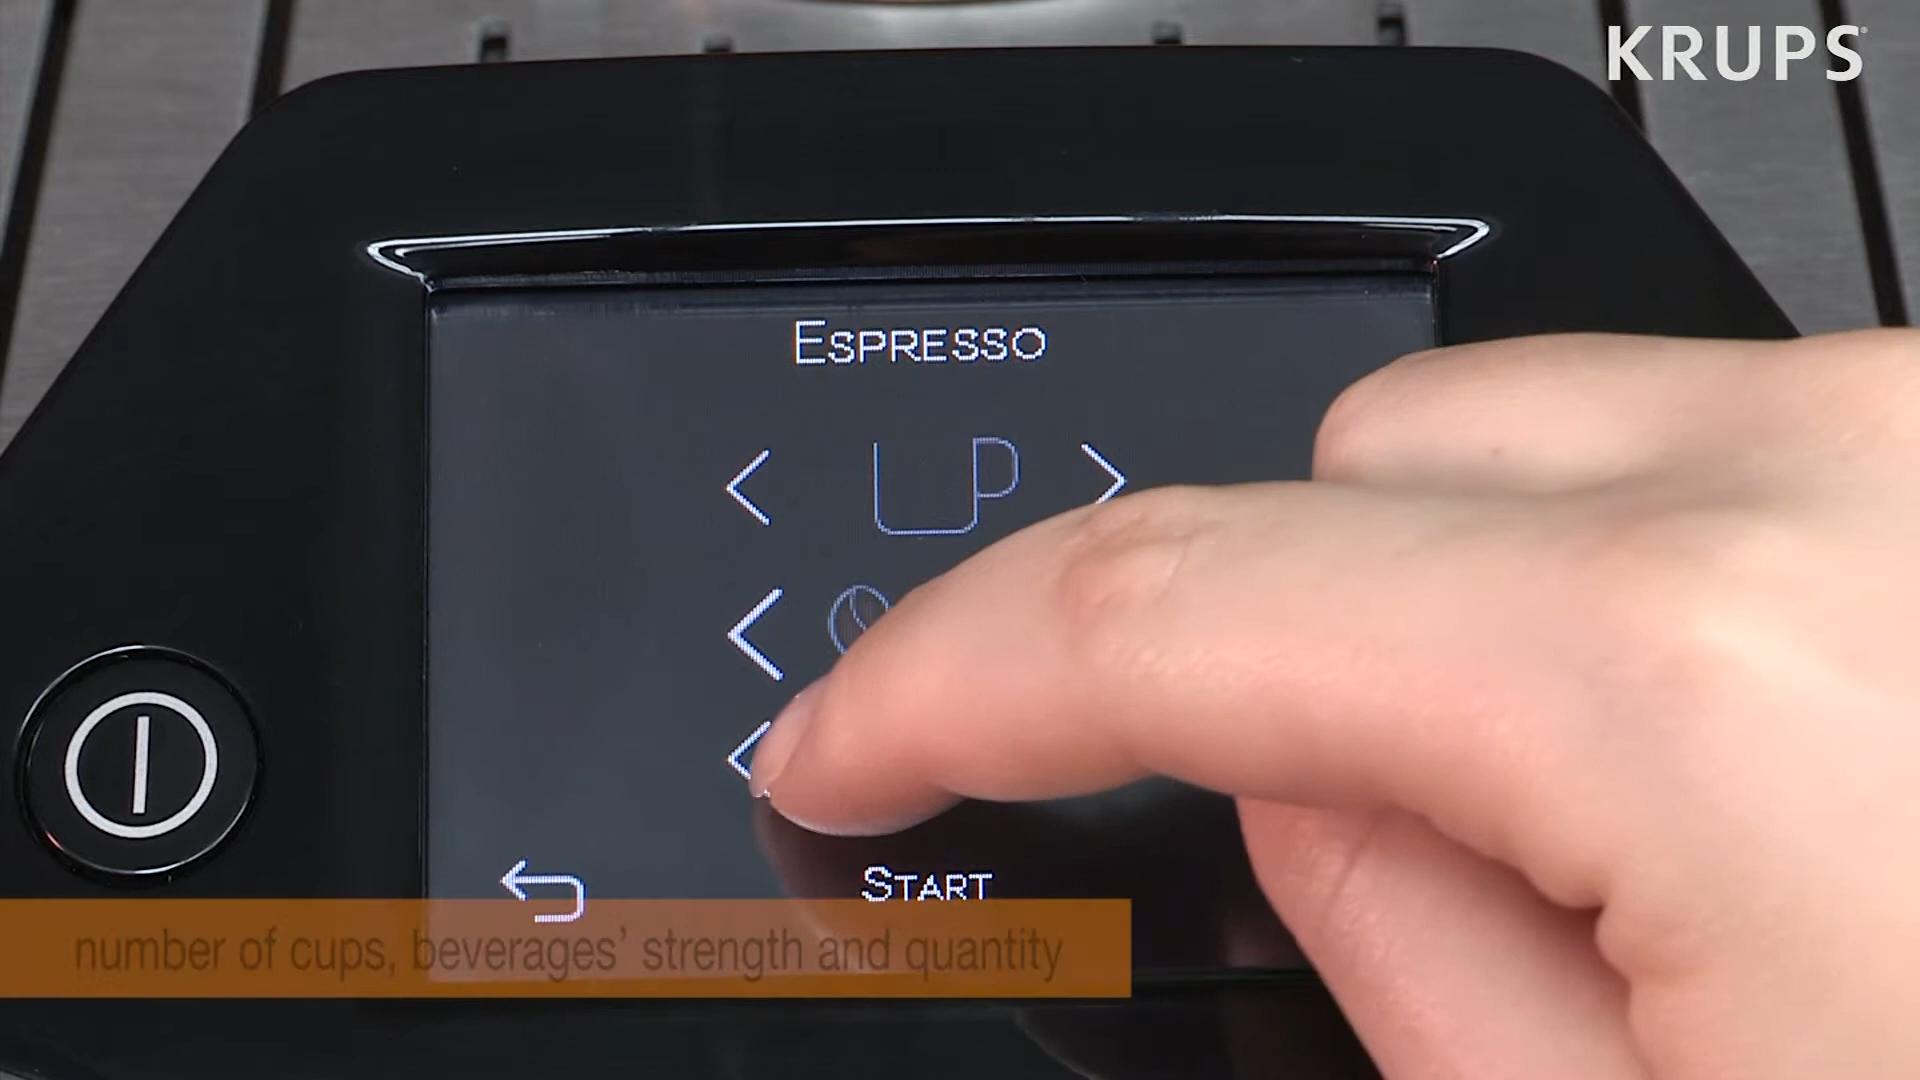 KRUPS
Espresso
Start
number of cups, beverages' strength and quantity